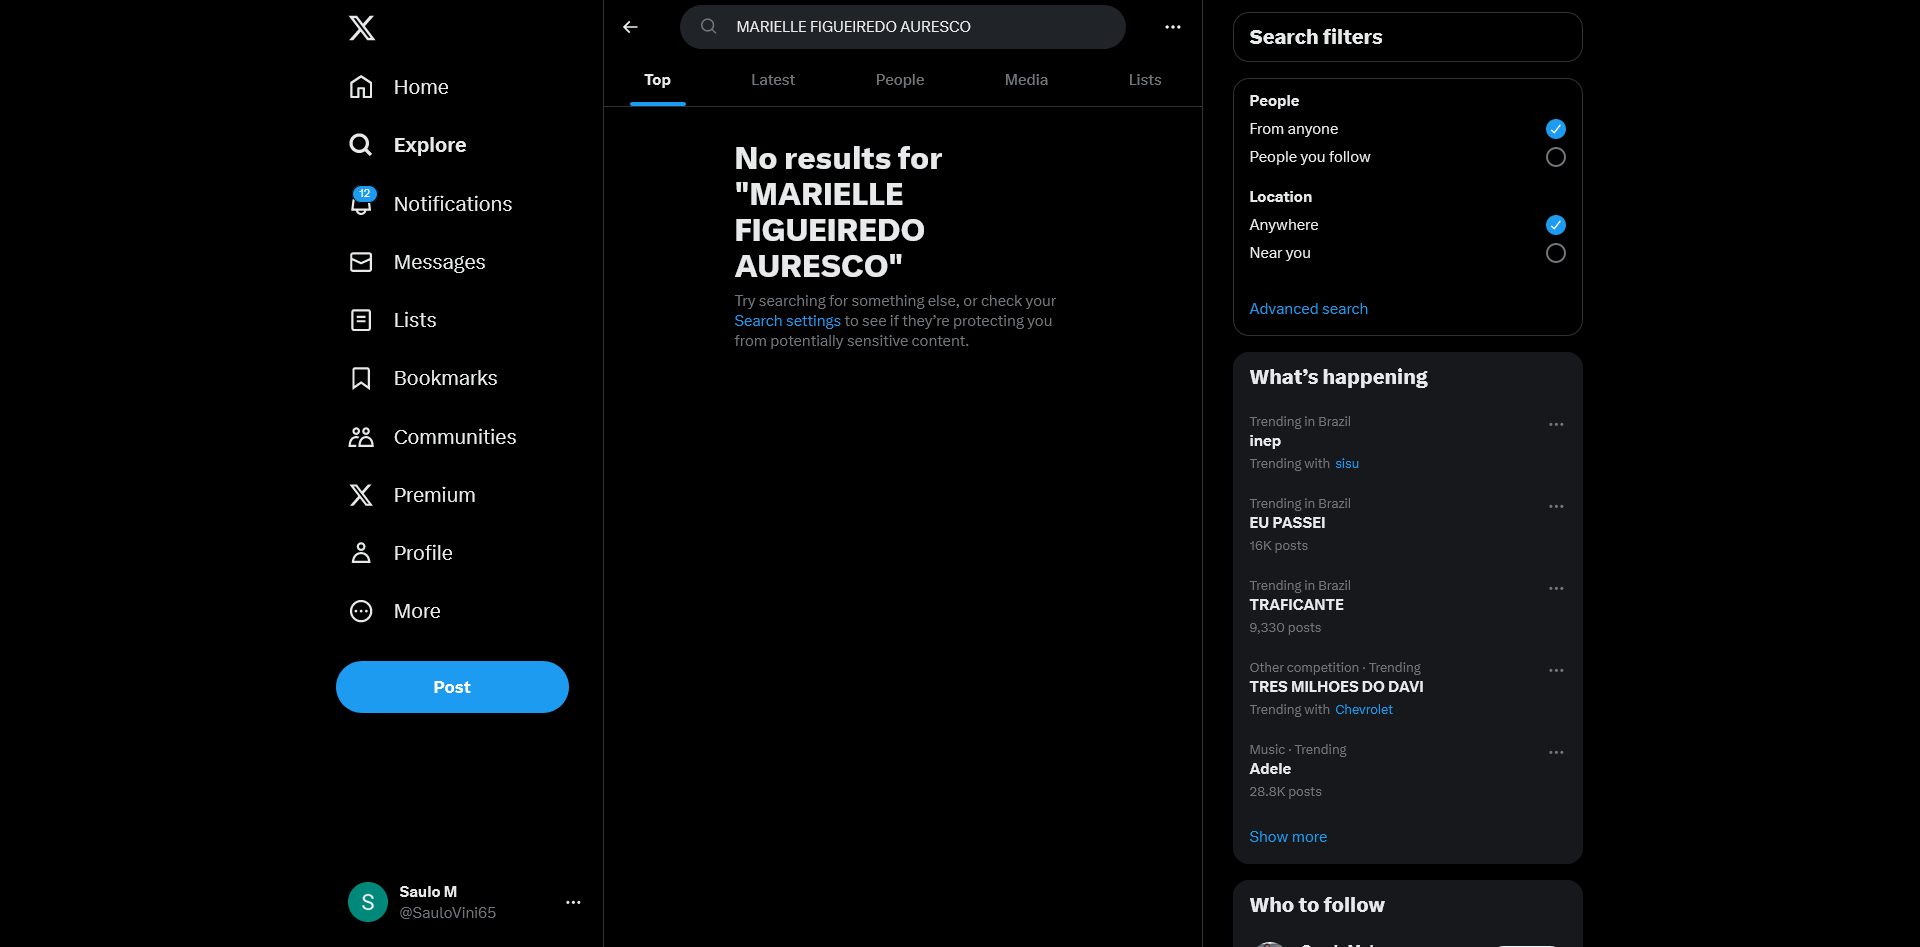 Home
Explore
12
Notifications
Messages
Lists
Bookmarks
Communities
Premium
Profile
More
Post
S
Saulo M
@SauloVini65
MARIELLE FIGUEIREDO AURESCO
Top Latest People Media Lists
No results for
"MARIELLE
FIGUEIREDO
AURESCO"
Try searching for something else, or check your
Search settings to see if they’re protecting you
from potentially sensitive content.
Search filters
People
From anyone
People you follow
Location
Anywhere
Near you
Advanced search
What’s happening
Trending in Brazil
inep
Trending with sisu
Trending in Brazil
EU PASSEI
16K posts
Trending in Brazil
TRAFICANTE
9,330 posts
Other competition · Trending
TRES MILHOES DO DAVI
Trending with Chevrolet
Music · Trending
Adele
28.8K posts
Show more
Who to follow